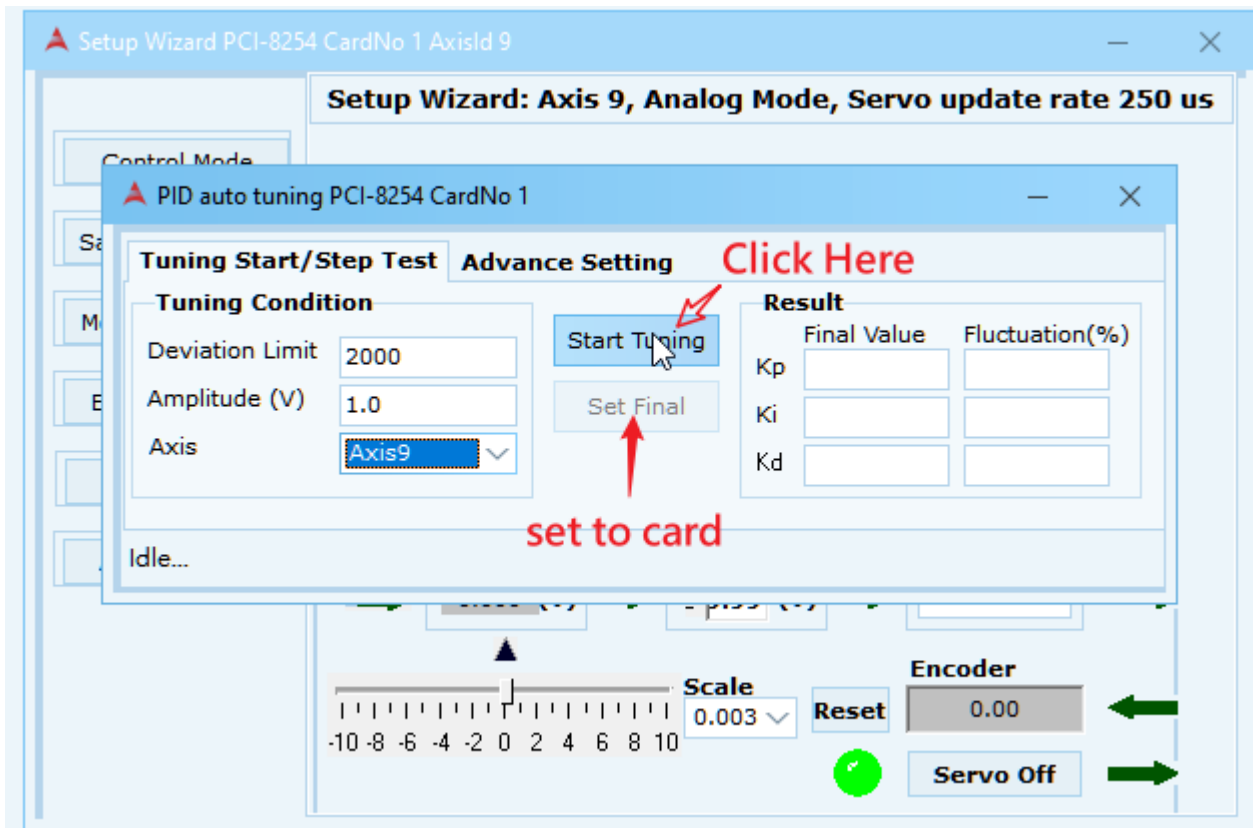 Setup Wizard PCI-8254 CardNo 1 AxisId 9
Setup Wizard: Axis 9, Analog Mode, Servo update rate 250 us
Control Mode
PID auto tuning PCI-8254 CardNo 1
Tuning Start/Step Test Advance Setting Click Here
Tuning Condition Result
Start Tuning Final Value Fluctuation(%)
Deviation Limit 2000 Kp
Amplitude (V) 1.0 Set Final Ki
Axis Axis9 Kd
set to card
Idle...
Encoder
Scale
0.003 Reset 0.00
-10 -8 -6 -4 -2 0 2 4 6 8 10
Servo Off